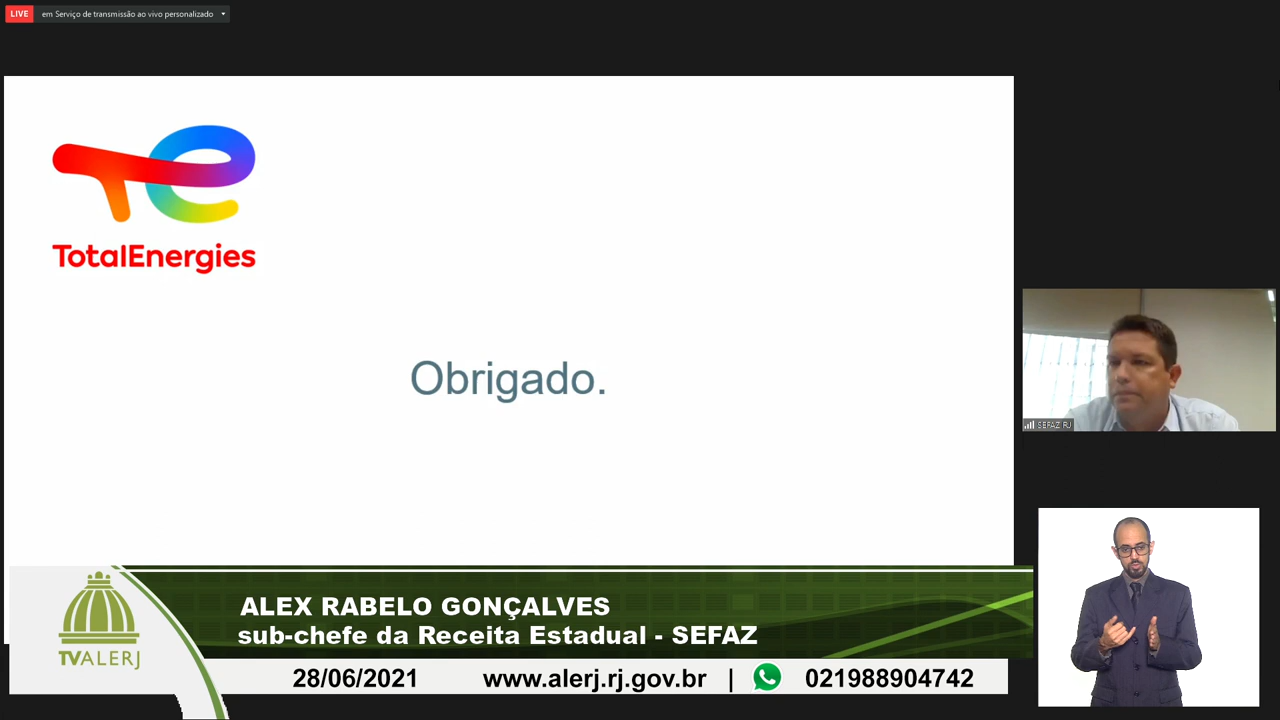 LIVE em Serviço de transmissão ao vivo personalizado
TE
TotalEnergies
Obrigado.
SEFAZ RJ
ALEX RABELO GONÇALVES
sub-chefe da Receita Estadual - SEFAZ
TVALERJ
28/06/2021 www.alerj.rj.gov.br | 021988904742